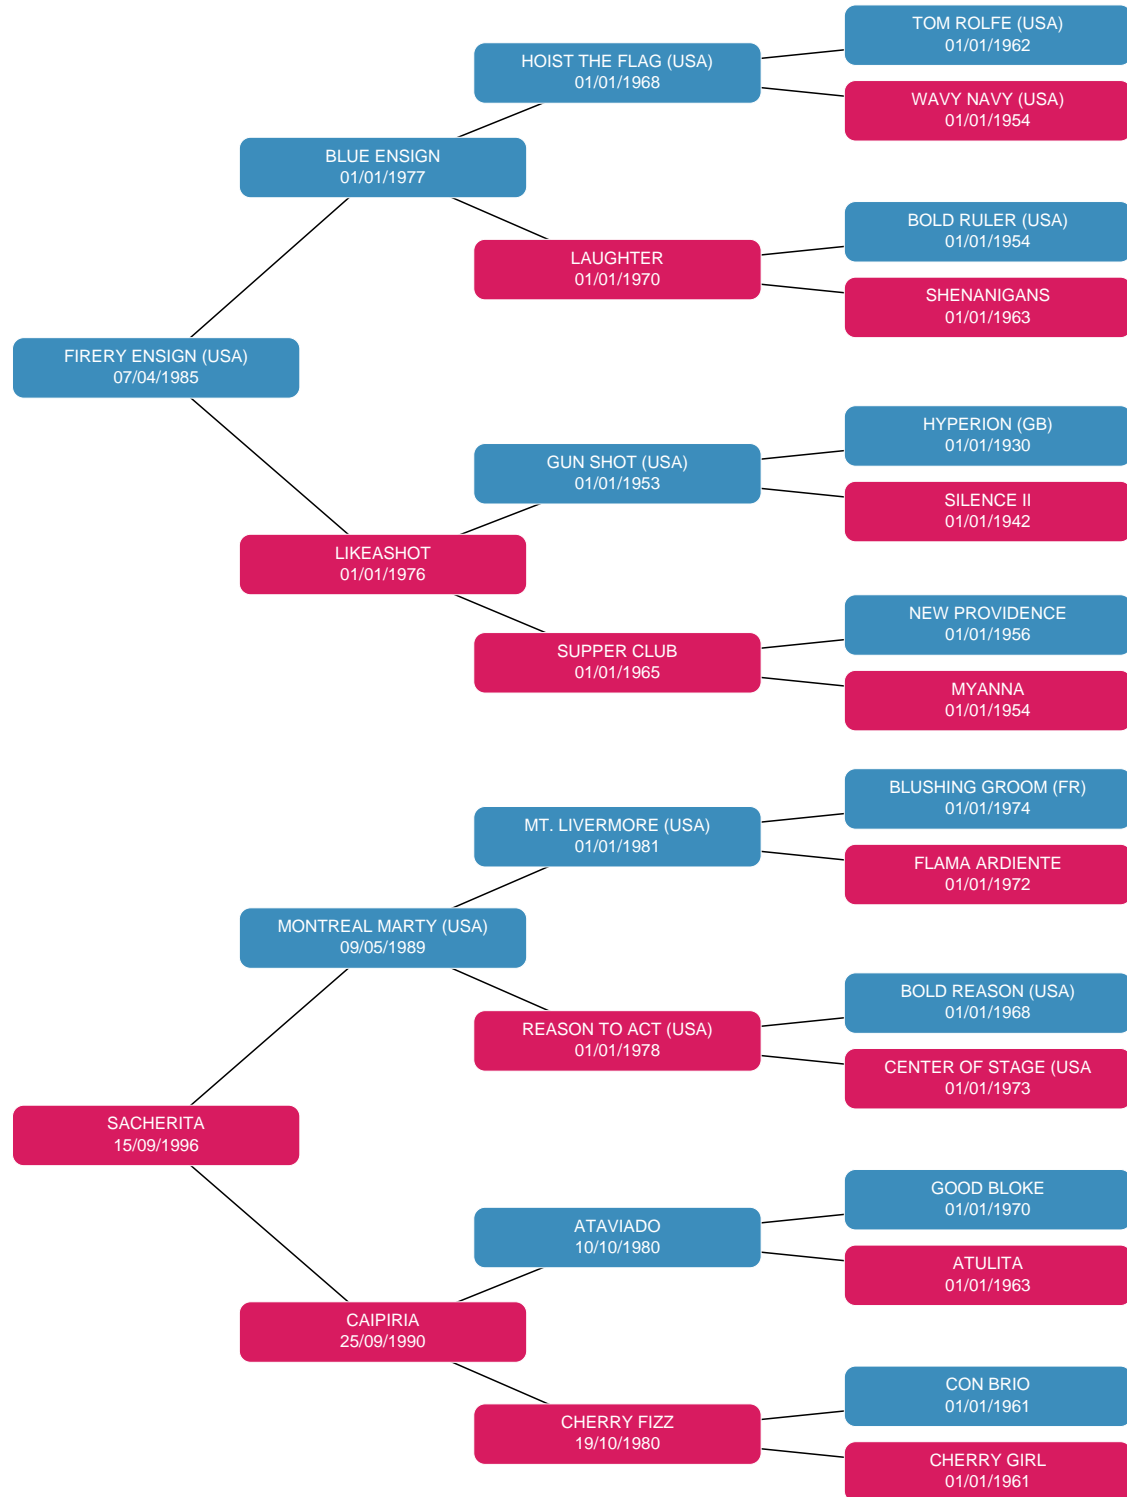 TOM ROLFE (USA)
01/01/1962
HOIST THE FLAG (USA)
01/01/1968
WAVY NAVY (USA)
01/01/1954
BLUE ENSIGN
01/01/1977
BOLD RULER (USA)
01/01/1954
LAUGHTER
01/01/1970
SHENANIGANS
01/01/1963
FIRERY ENSIGN (USA)
07/04/1985
HYPERION (GB)
01/01/1930
GUN SHOT (USA)
01/01/1953
SILENCE II
01/01/1942
LIKEASHOT
01/01/1976
NEW PROVIDENCE
01/01/1956
SUPPER CLUB
01/01/1965
MYANNA
01/01/1954
BLUSHING GROOM (FR)
01/01/1974
MT. LIVERMORE (USA)
01/01/1981
FLAMA ARDIENTE
01/01/1972
MONTREAL MARTY (USA)
09/05/1989
BOLD REASON (USA)
01/01/1968
REASON TO ACT (USA)
01/01/1978
CENTER OF STAGE (USA
01/01/1973
SACHERITA
15/09/1996
GOOD BLOKE
01/01/1970
ATAVIADO
10/10/1980
ATULITA
01/01/1963
CAIPIRIA
25/09/1990
CON BRIO
01/01/1961
CHERRY FIZZ
19/10/1980
CHERRY GIRL
01/01/1961